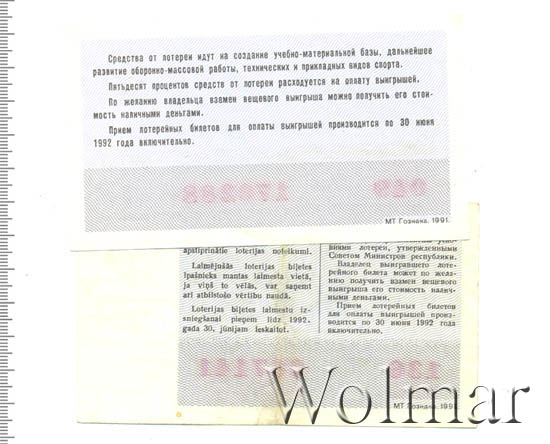 Средства от лотереи идут на создание учебно-материальной базы, дальнейшее
развитие оборонно-массовой работы, технических и прикладных видов спорта.
Пятьдесят процентов средств от лотереи расходуется на оплату выигрышей.
По желанию владельца взамен вещевого выигрыша можно получить его стои-
мость наличными деньгами.
Прием лотерейных билетов для оплаты выигрышей производится по 30 июня
1992 года включительно.
МТ Гознака. 1991.
apstiprinātie loterijas noteikumi.
Laimējušās loterijas biļetes
īpašnieks mantas laimesta vietā,
ja viņš to vēlas, var saņemt
arī atbilstošo vērtību naudā.
Loterijas biļetes laimestu iz-
sniegšanai pieņem līdz 1992.
gada 30. jūnijam ieskaitot.
виями лотереи, утвержденными
Советом Министров республики.
Владелец выигравшего лоте-
рейного билета может по жела-
нию получить взамен вещевого
выигрыша его стоимость налич-
ными деньгами.
Прием лотерейных билетов
для оплаты выигрышей произ-
водится по 30 июня 1992 года
включительно.
МТ Гознака. 199
Wolmar